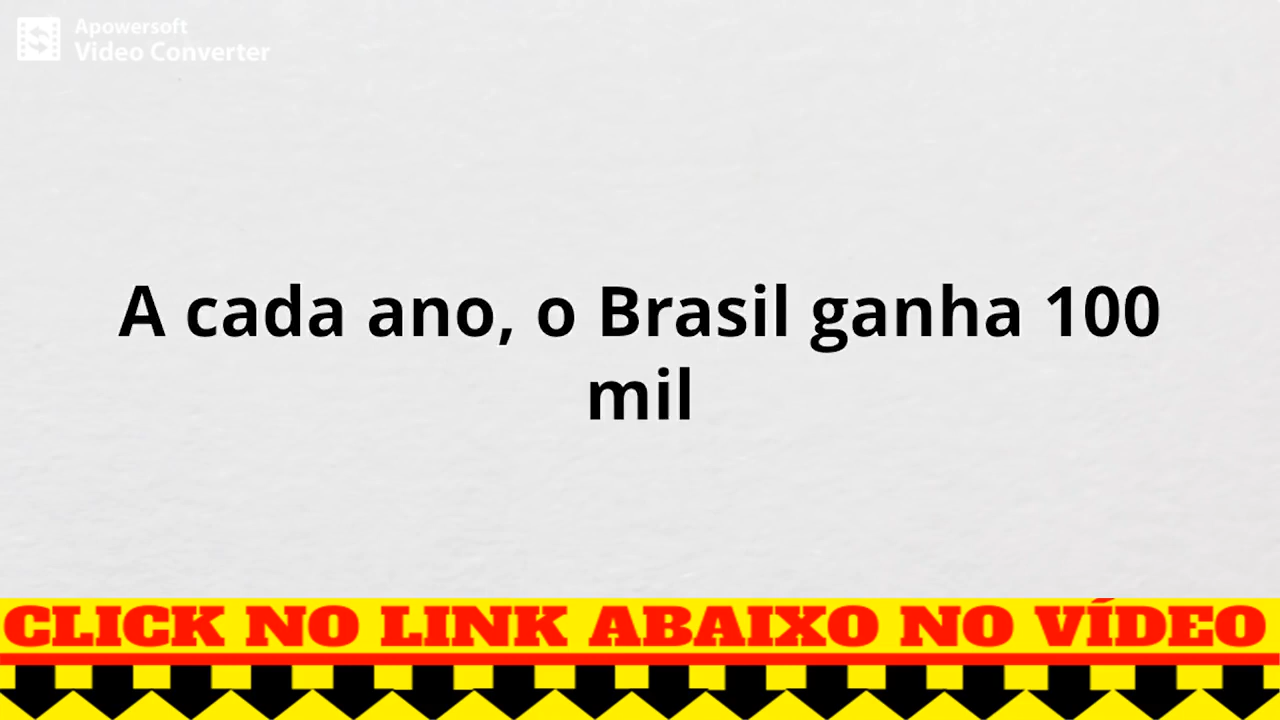 Apowersoft
Video Converter
A cada ano, o Brasil ganha 100
mil
CLICK NO LINK ABAIXO NO VÍDEO